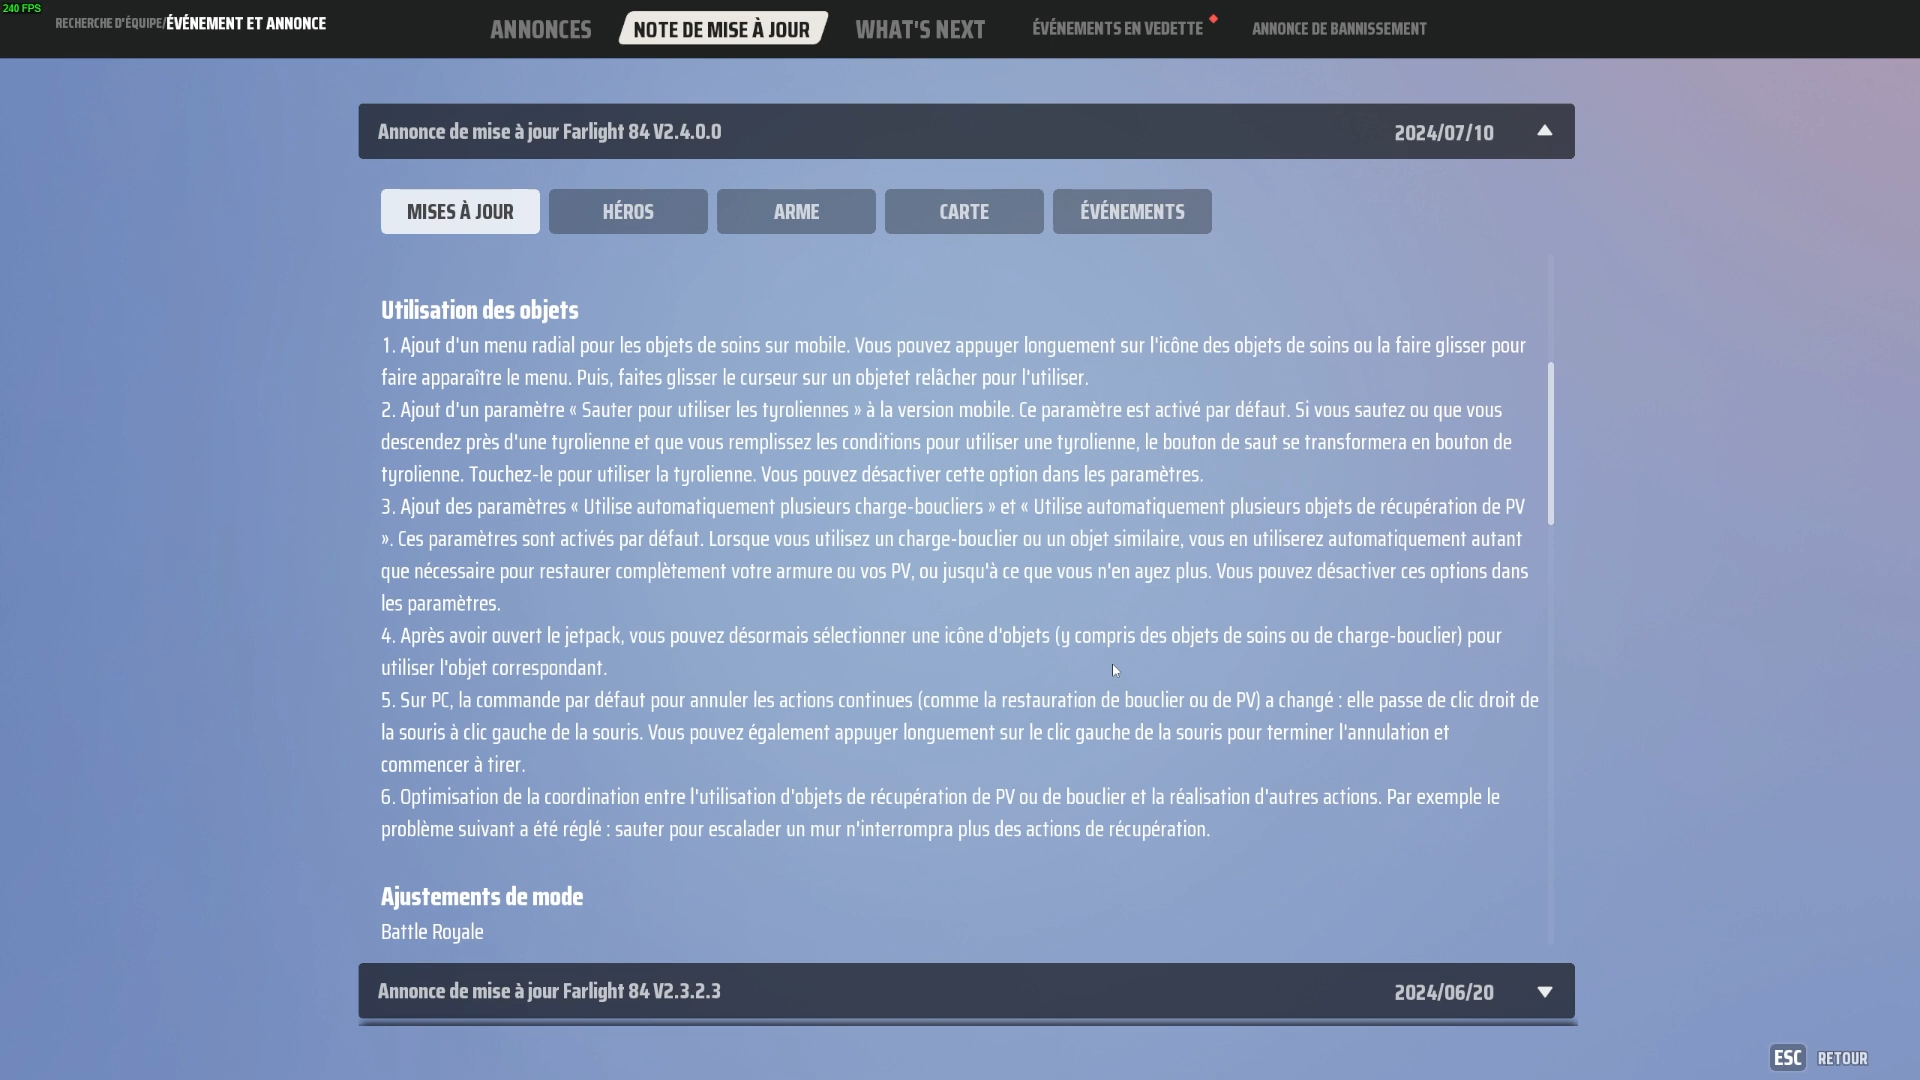 240 FPS
RECHERCHE D'ÉQUIPE/ÉVÉNEMENT ET ANNONCE
ANNONCES
NOTE DE MISE À JOUR
WHAT'S NEXT
ÉVÉNEMENTS EN VEDETTE
ANNONCE DE BANNISSEMENT
Annonce de mise à jour Farlight 84 V2.4.0.0
2024/07/10
MISES À JOUR
HÉROS
ARME
CARTE
ÉVÉNEMENTS
Utilisation des objets
1. Ajout d'un menu radial pour les objets de soins sur mobile. Vous pouvez appuyer longuement sur l'icône des objets de soins ou la faire glisser pour
faire apparaître le menu. Puis, faites glisser le curseur sur un objetet relâcher pour l'utiliser.
2. Ajout d'un paramètre « Sauter pour utiliser les tyroliennes » à la version mobile. Ce paramètre est activé par défaut. Si vous sautez ou que vous
descendez près d'une tyrolienne et que vous remplissez les conditions pour utiliser une tyrolienne, le bouton de saut se transformera en bouton de
tyrolienne. Touchez-le pour utiliser la tyrolienne. Vous pouvez désactiver cette option dans les paramètres.
3. Ajout des paramètres « Utilise automatiquement plusieurs charge-boucliers » et « Utilise automatiquement plusieurs objets de récupération de PV
». Ces paramètres sont activés par défaut. Lorsque vous utilisez un charge-bouclier ou un objet similaire, vous en utiliserez automatiquement autant
que nécessaire pour restaurer complètement votre armure ou vos PV, ou jusqu'à ce que vous n'en ayez plus. Vous pouvez désactiver ces options dans
les paramètres.
4. Après avoir ouvert le jetpack, vous pouvez désormais sélectionner une icône d'objets (y compris des objets de soins ou de charge-bouclier) pour
utiliser l'objet correspondant.
5. Sur PC, la commande par défaut pour annuler les actions continues (comme la restauration de bouclier ou de PV) a changé : elle passe de clic droit de
la souris à clic gauche de la souris. Vous pouvez également appuyer longuement sur le clic gauche de la souris pour terminer l'annulation et
commencer à tirer.
6. Optimisation de la coordination entre l'utilisation d'objets de récupération de PV ou de bouclier et la réalisation d'autres actions. Par exemple le
problème suivant a été réglé : sauter pour escalader un mur n'interrompra plus des actions de récupération.
Ajustements de mode
Battle Royale
Annonce de mise à jour Farlight 84 V2.3.2.3
2024/06/20
ESC RETOUR